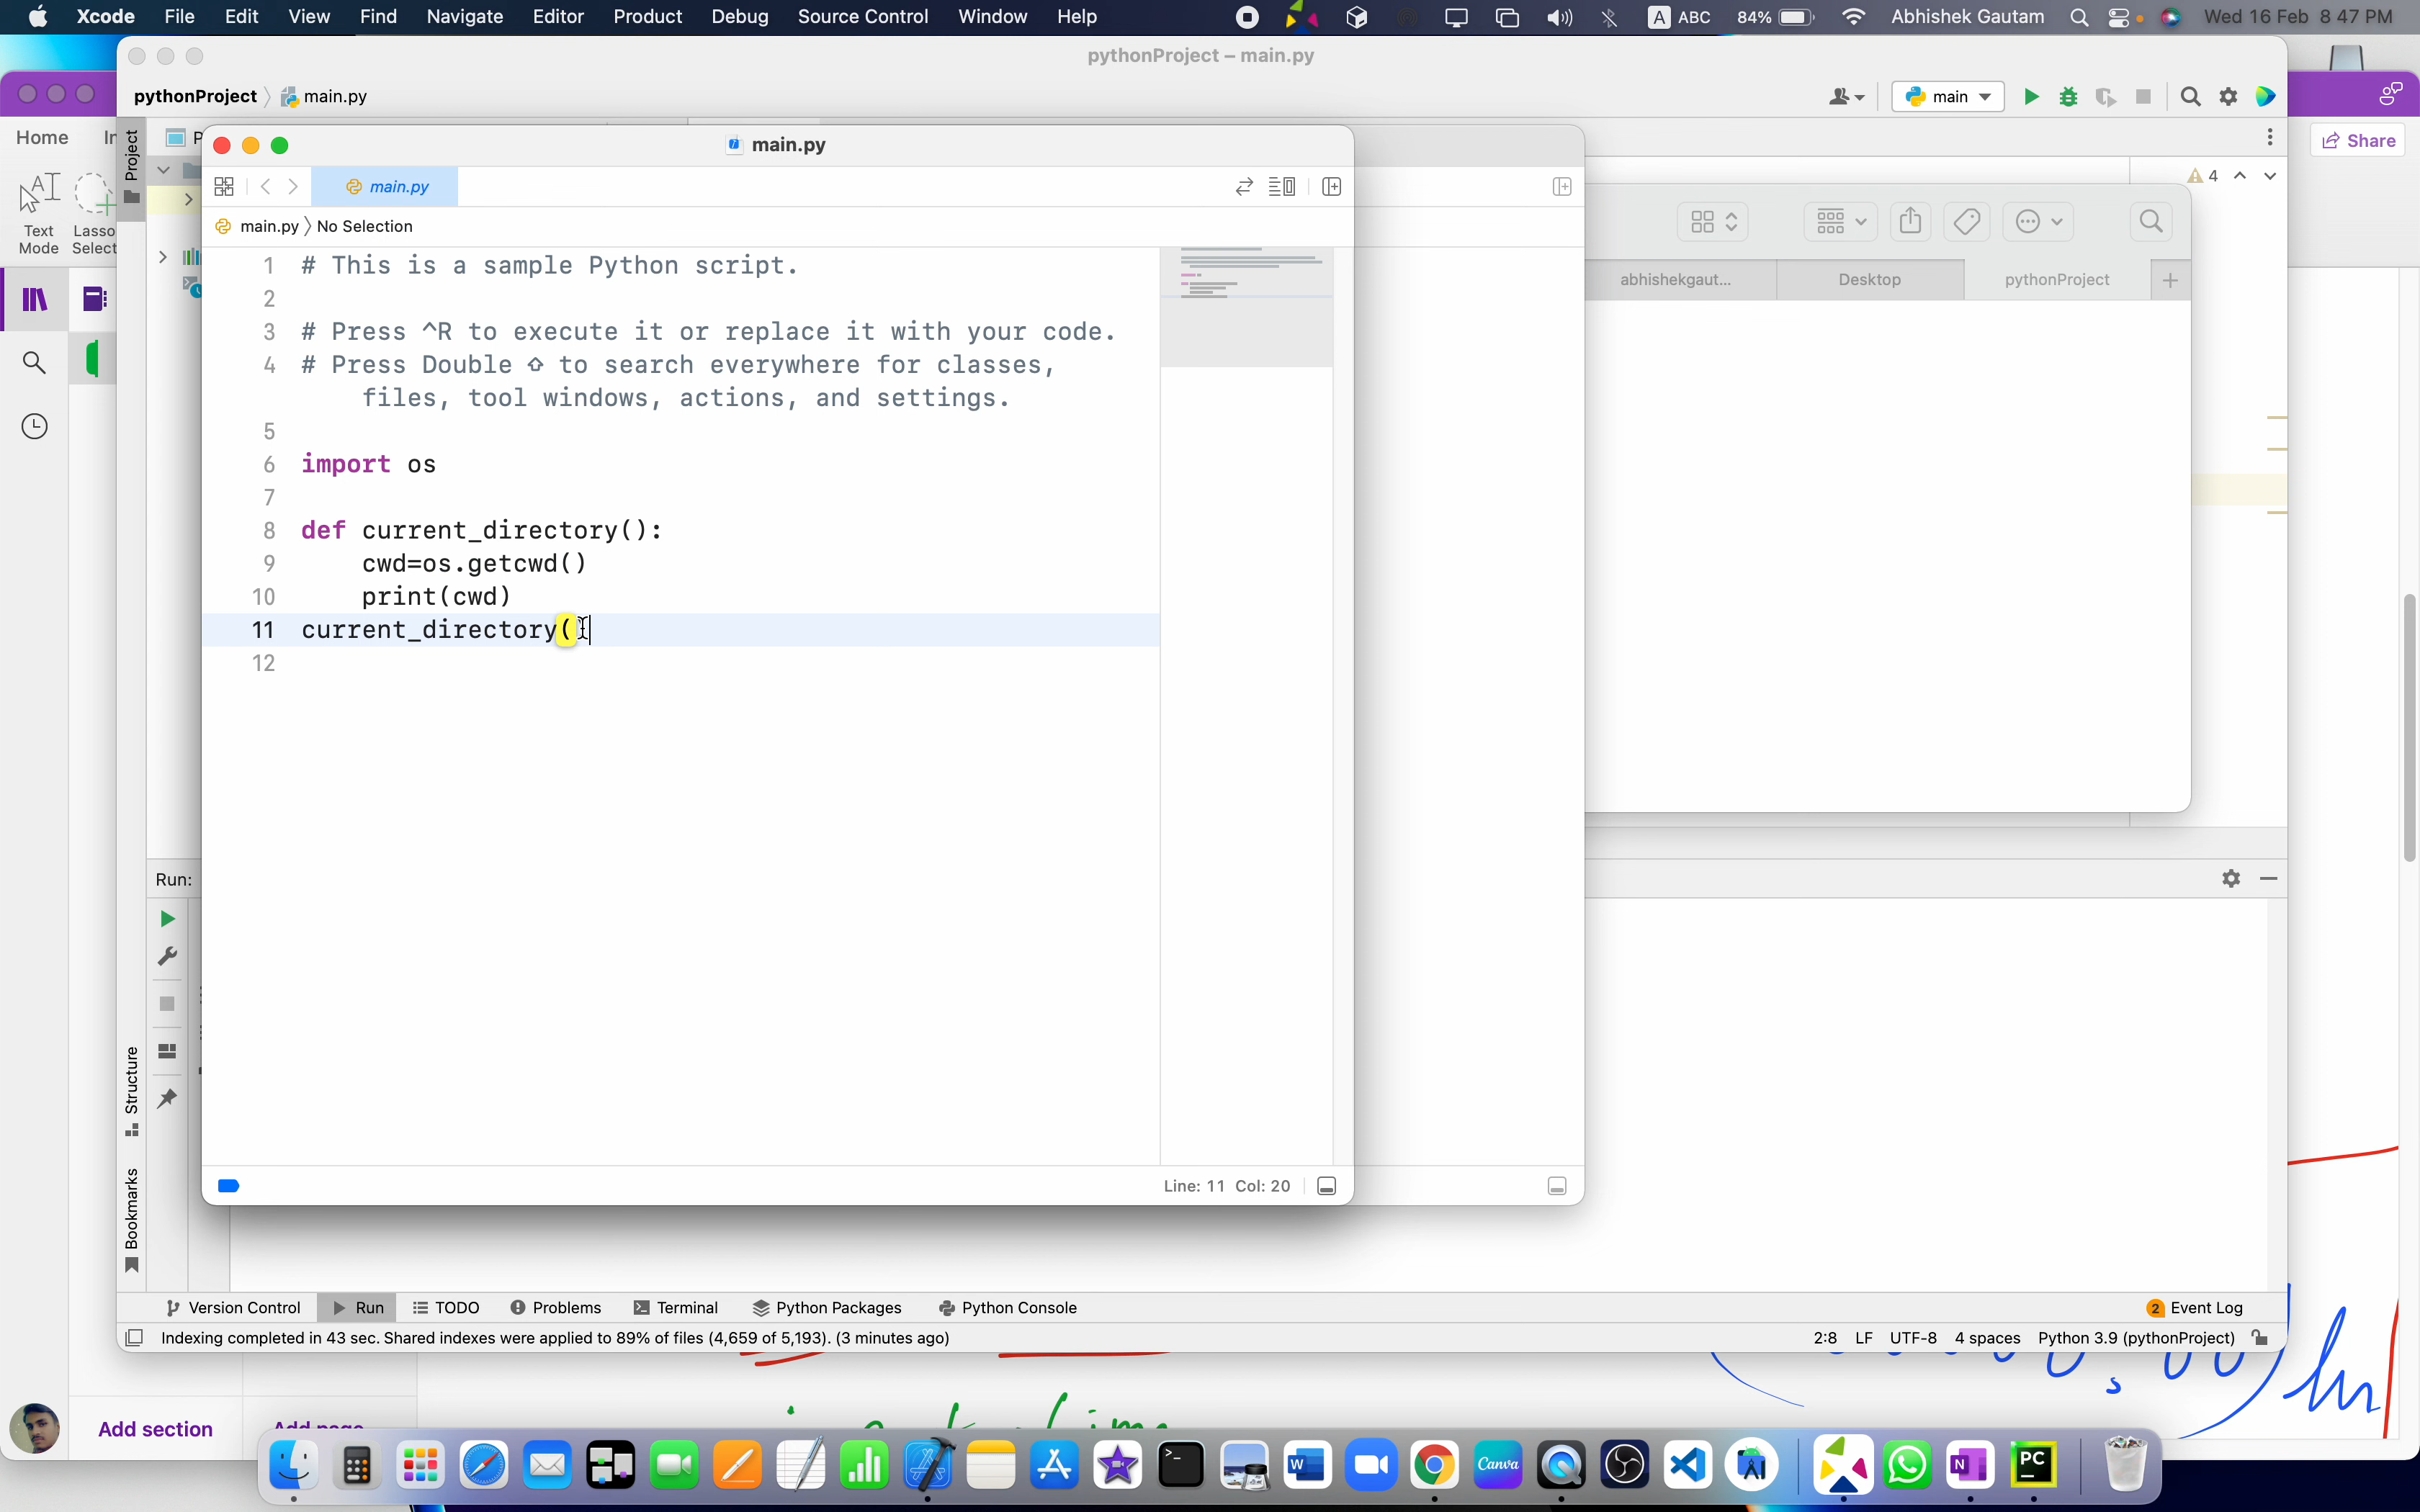 Xcode File Edit View Find Navigate Editor Product Debug Source Control Window Help A ABC 84% Abhishek Gautam Wed 16 Feb 8 47 PM
pythonProject – main.py
pythonProject main.py
main
Home
Share
Project
main.py
4
main.py
Text Mode
Lasso Select
main.py No Selection
abhishekgaut... Desktop pythonProject
1 # This is a sample Python script.
2
3 # Press ^R to execute it or replace it with your code.
4 # Press Double ⇧ to search everywhere for classes,
files, tool windows, actions, and settings.
5
6 import os
7
8 def current_directory():
9 cwd=os.getcwd()
10 print(cwd)
11 current_directory(
12
Run:
Structure
Bookmarks
Line: 11 Col: 20
Version Control Run TODO Problems Terminal Python Packages Python Console 2 Event Log
Indexing completed in 43 sec. Shared indexes were applied to 89% of files (4,659 of 5,193). (3 minutes ago) 2:8 LF UTF-8 4 spaces Python 3.9 (pythonProject)
Add section
Add page
W Canva N PC